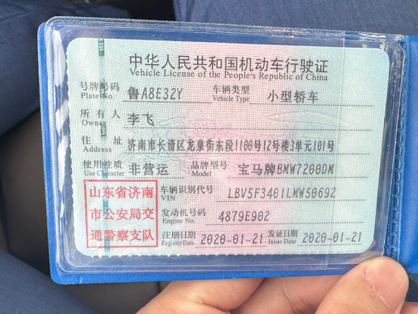 中华人民共和国机动车行驶证
Vehicle License of the People's Republic of China
号牌号码 鲁A8E32Y 车辆类型 小型轿车
Plate No. Vehicle Type
所有人 李飞
Owner
住址 济南市长清区龙泉街东段1100号12号楼3单元101号
Address
使用性质 非营运 品牌型号 宝马牌BMW7200DM
Use Character Model
山东省济南
市公安局交
通警察支队
车辆识别代号 LBV5F3401LMW50692
VIN
发动机号码 4879E902
Engine No.
注册日期 2020-01-21 发证日期 2020-01-21
Register Date Issue Date